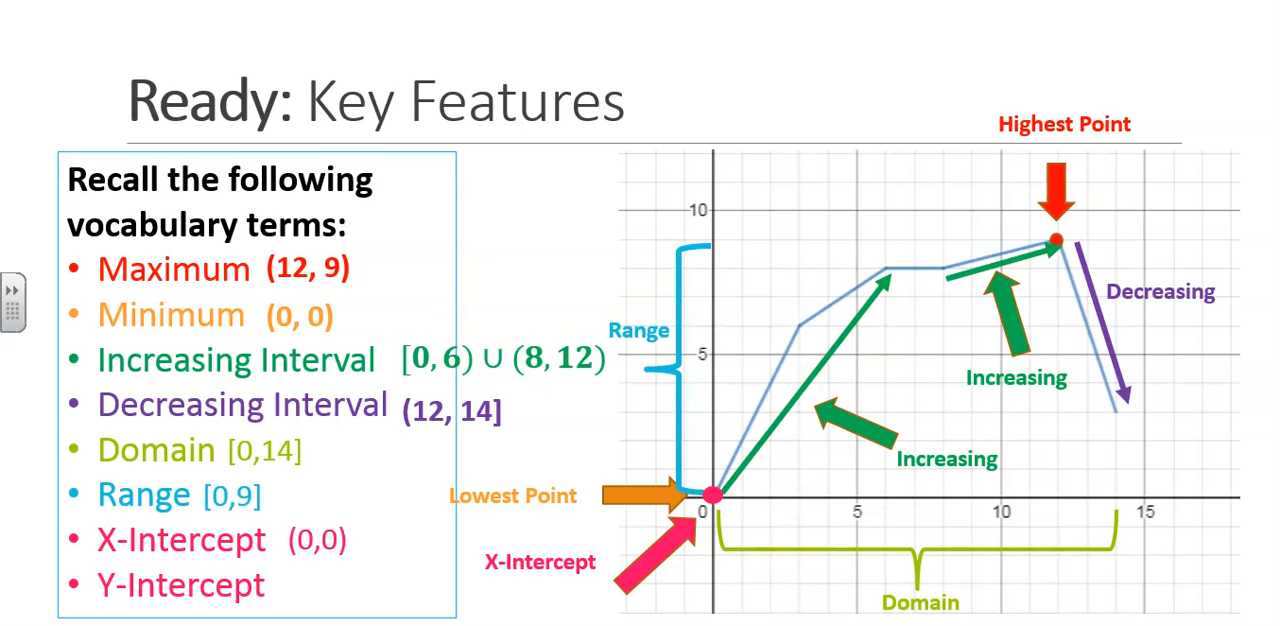 Ready: Key Features
Recall the following
vocabulary terms:
• Maximum (12, 9)
• Minimum (0, 0)
• Increasing Interval [0, 6) ∪ (8, 12)
• Decreasing Interval (12, 14]
• Domain [0,14]
• Range [0,9]
• X-Intercept (0,0)
• Y-Intercept
Highest Point
10
Decreasing
Range
5
Increasing
Increasing
Lowest Point
0 5 10 15
X-Intercept
Domain